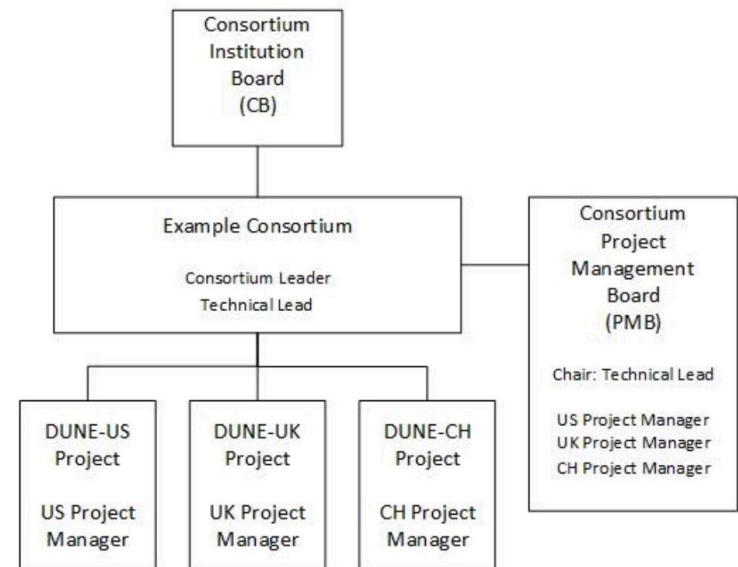 Consortium
Institution
Board
(CB)
Example Consortium
Consortium Leader
Technical Lead
Consortium
Project
Management
Board
(PMB)
Chair: Technical Lead
US Project Manager
UK Project Manager
CH Project Manager
DUNE-US
Project
US Project
Manager
DUNE-UK
Project
UK Project
Manager
DUNE-CH
Project
CH Project
Manager